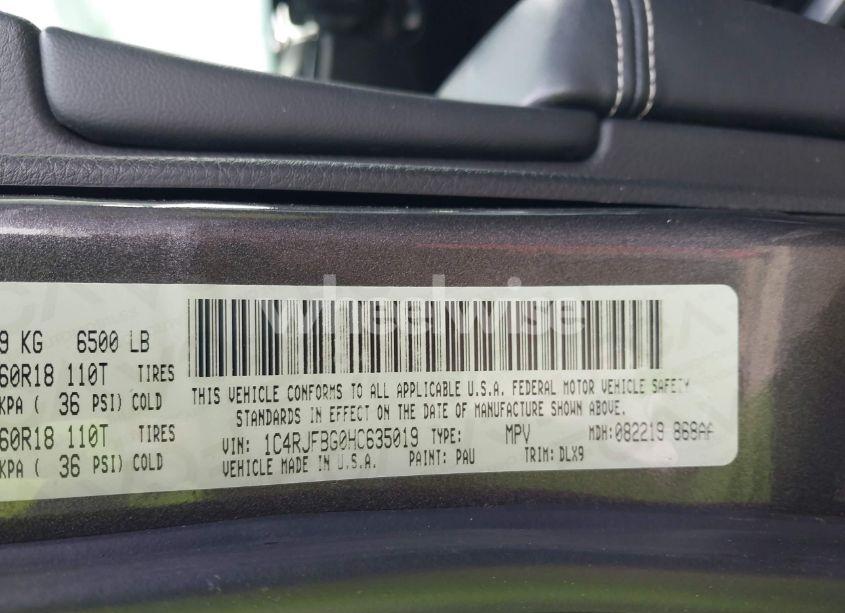 9 KG 6500 LB
60R18 110T TIRES
KPA ( 36 PSI) COLD
60R18 110T TIRES
KPA ( 36 PSI) COLD
THIS VEHICLE CONFORMS TO ALL APPLICABLE U.S.A. FEDERAL MOTOR VEHICLE SAFETY
STANDARDS IN EFFECT ON THE DATE OF MANUFACTURE SHOWN ABOVE.
VIN: 1C4RJFBG0HC635019 TYPE: MPV MDH: 082219 868AA
VEHICLE MADE IN U.S.A. PAINT: PAU TRIM: DLX9
wheelwise